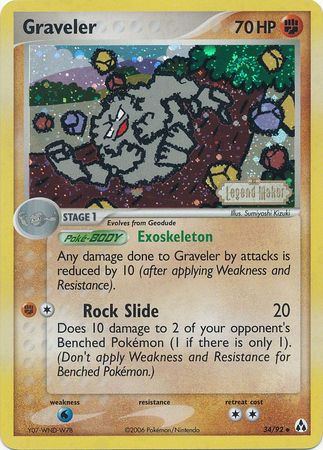 Graveler 70 HP
Legend Maker
Illus. Sumiyoshi Kizuki
STAGE 1
Evolves from Geodude
Poké-BODY Exoskeleton
Any damage done to Graveler by attacks
is reduced by 10 (after applying Weakness and
Resistance).
Rock Slide 20
Does 10 damage to 2 of your opponent's
Benched Pokémon (1 if there is only 1).
(Don't apply Weakness and Resistance for
Benched Pokémon.)
weakness resistance retreat cost
Y07-WND-W78 ©2006 Pokémon/Nintendo 34/92